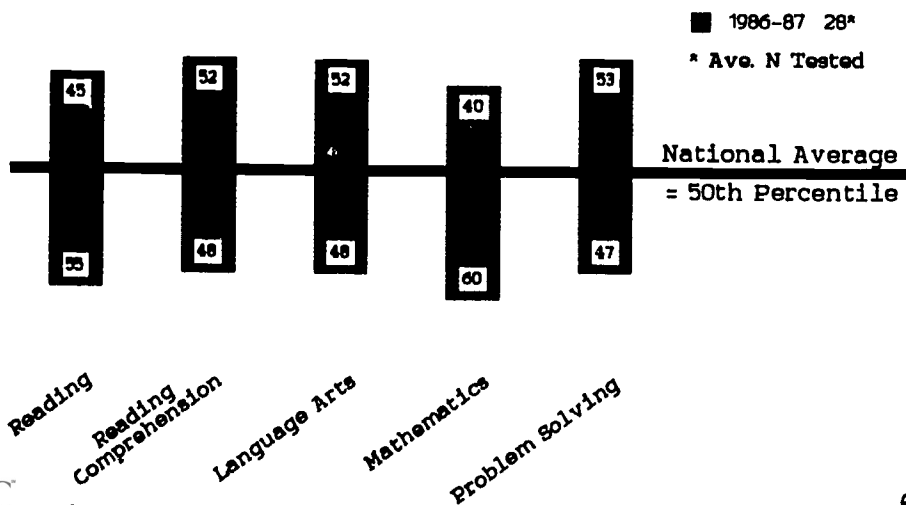 ■ 1986-87 28*
* Ave. N Tested
45 52 52 40 53
National Average
= 50th Percentile
55 48 48 60 47
Reading
Reading
Comprehension
Language Arts
Mathematics
Problem Solving